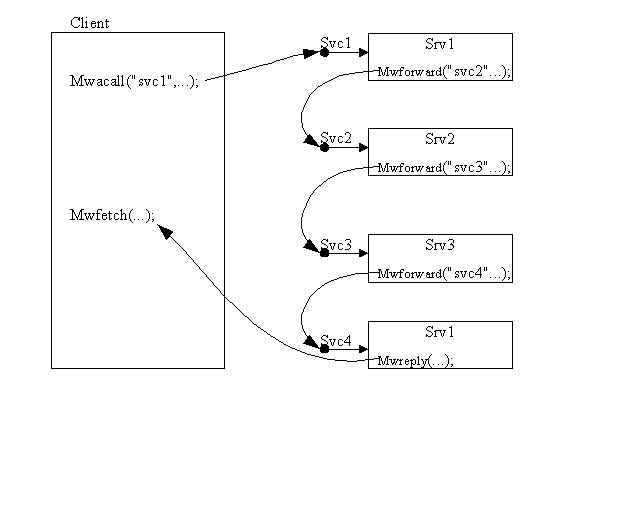 Client
Svc1
Srv1
Mwacall("svc1",...);
Mwforward("svc2"...);
Svc2
Srv2
Mwforward("svc3"...);
Mwfetch(...);
Svc3
Srv3
Mwforward("svc4"...);
Svc4
Srv1
Mwreply(...);